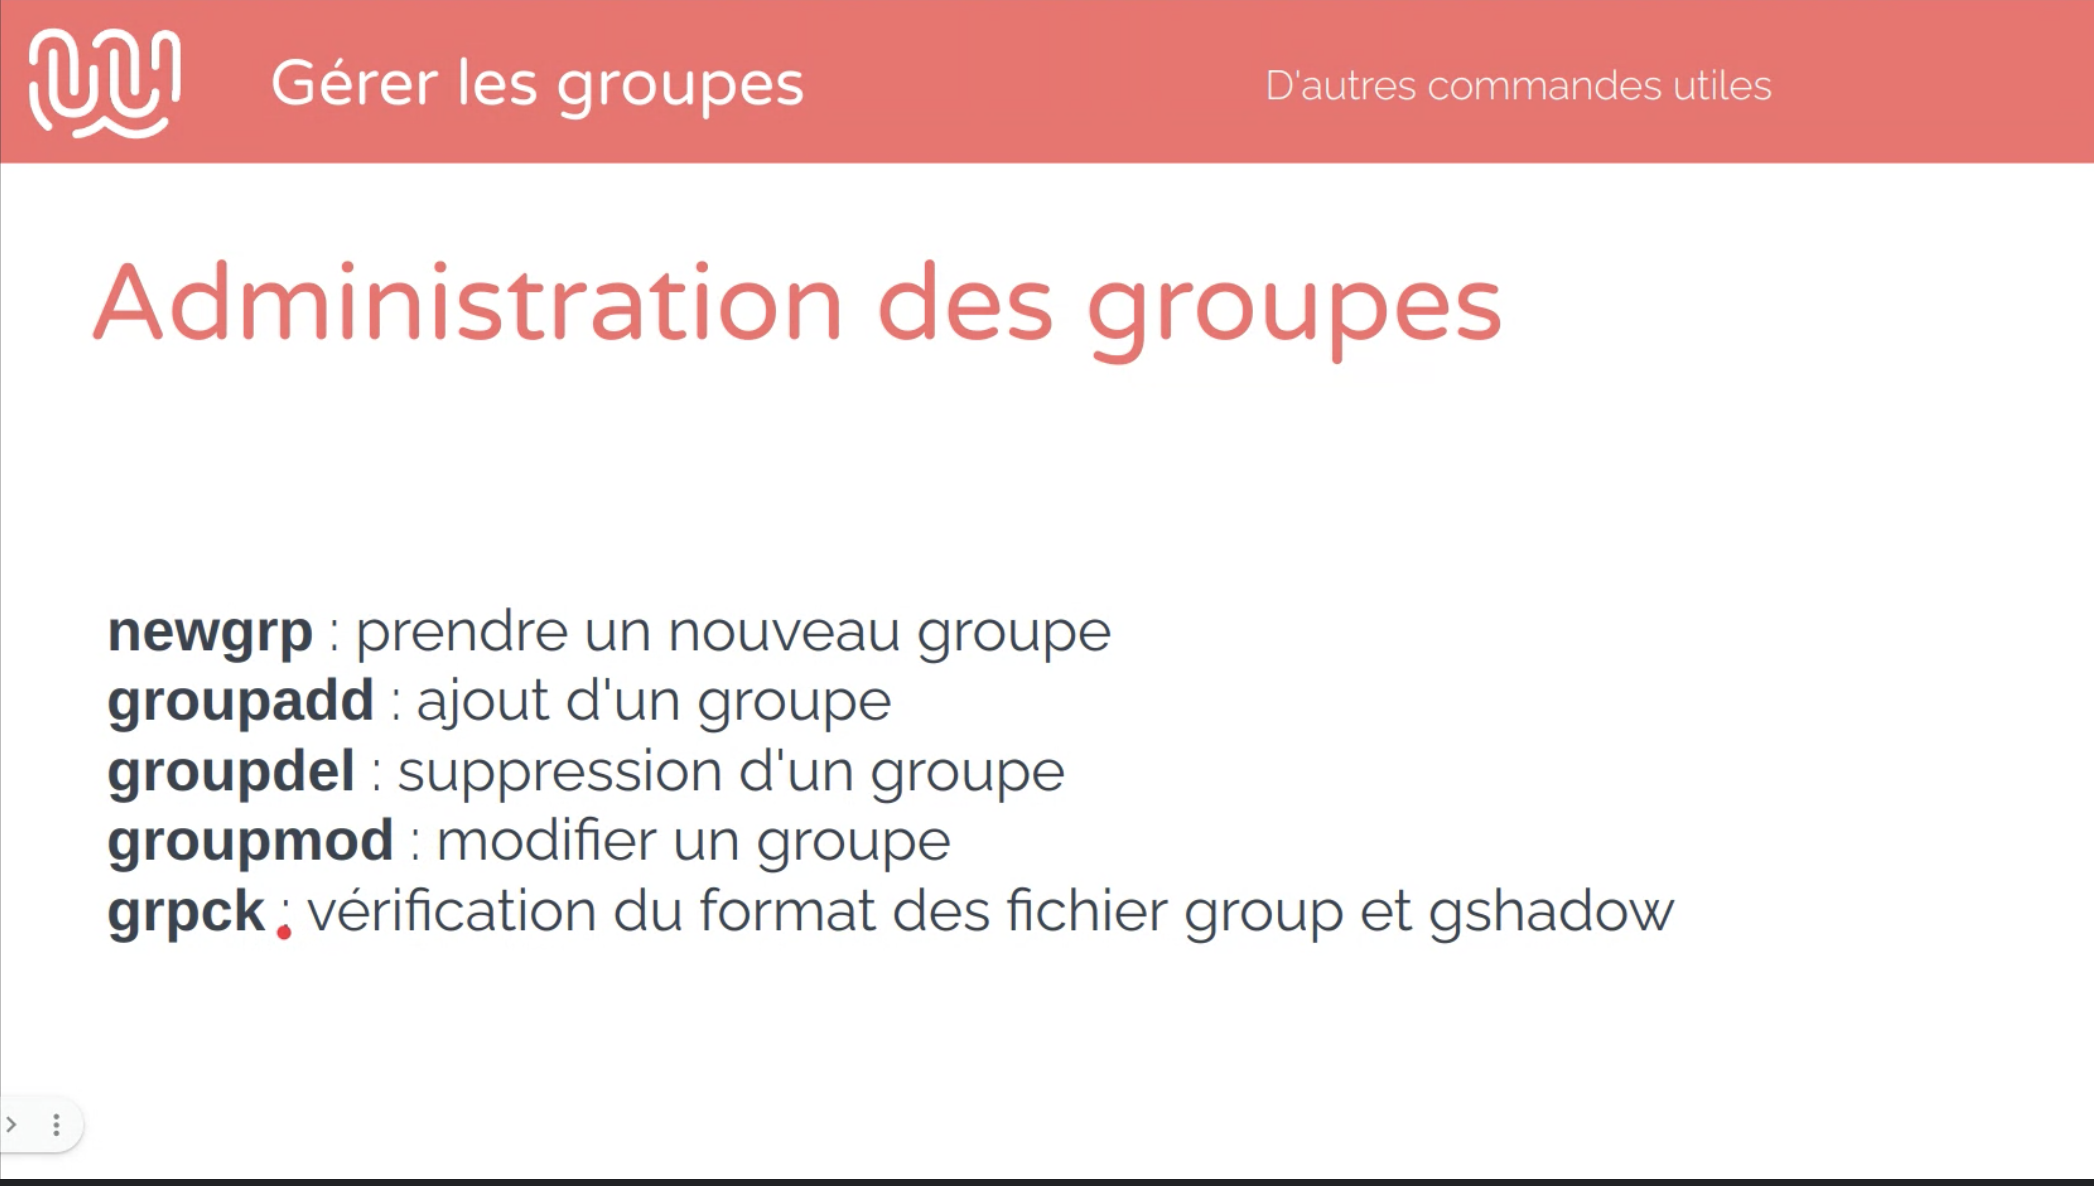 Gérer les groupes
D'autres commandes utiles
Administration des groupes
newgrp : prendre un nouveau groupe
groupadd : ajout d'un groupe
groupdel : suppression d'un groupe
groupmod : modifier un groupe
grpck : vérification du format des fichier group et gshadow